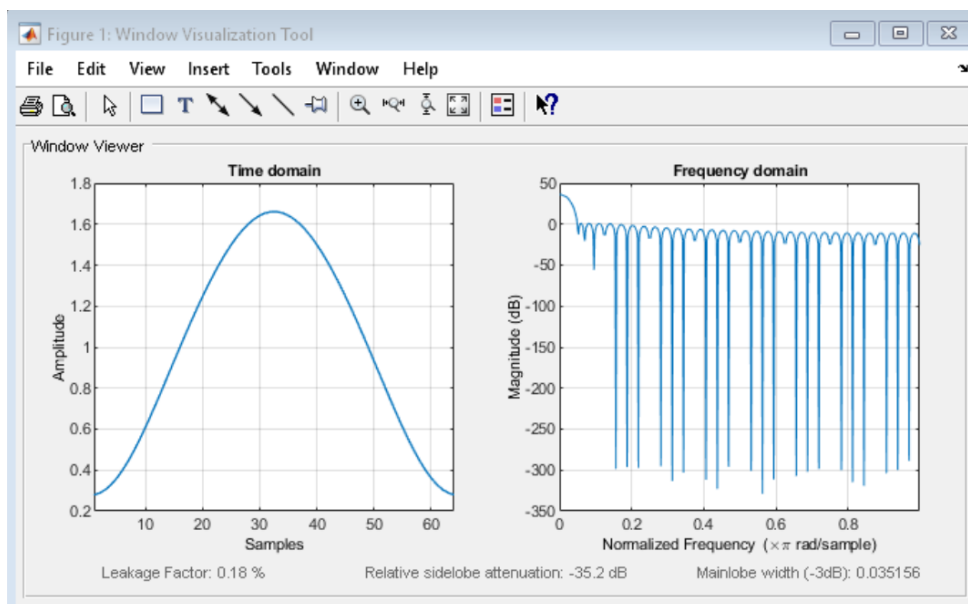 Figure 1: Window Visualization Tool
File Edit View Insert Tools Window Help
T
Window Viewer
Time domain
1.8
1.6
1.4
1.2
1
0.8
0.6
0.4
0.2
Amplitude
10 20 30 40 50 60
Samples
Frequency domain
50
0
-50
-100
-150
-200
-250
-300
-350
Magnitude (dB)
0 0.2 0.4 0.6 0.8
Normalized Frequency (×π rad/sample)
Leakage Factor: 0.18 % Relative sidelobe attenuation: -35.2 dB Mainlobe width (-3dB): 0.035156